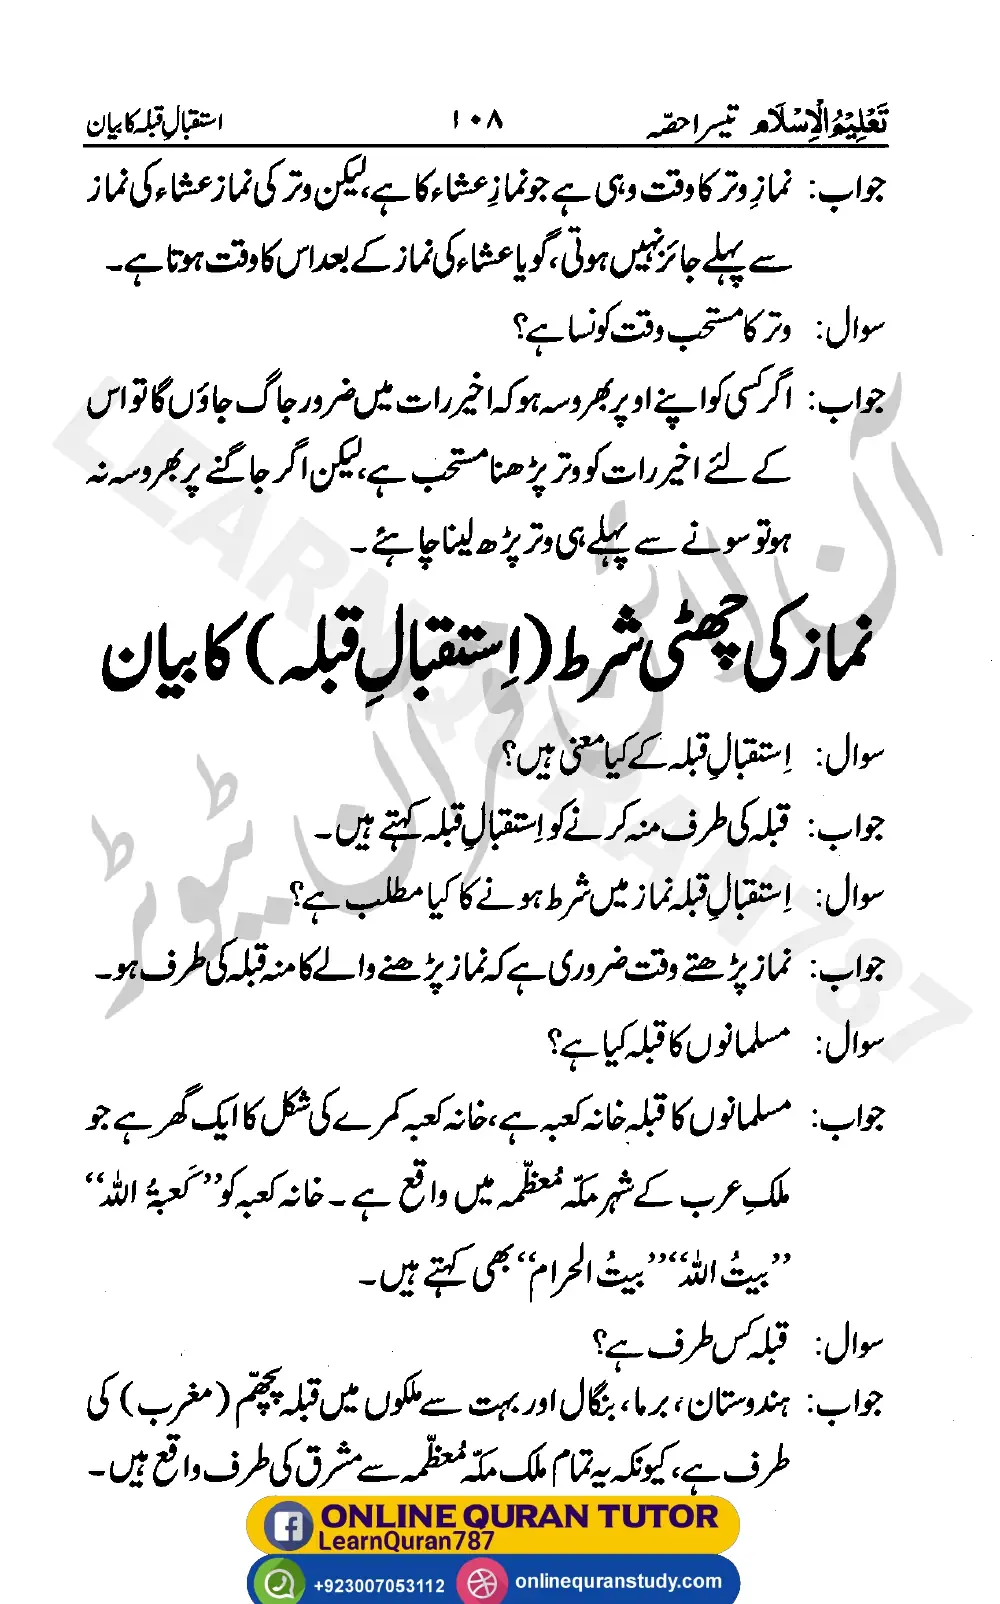 تَعْلِیْمُ الْاِسْلَام تیسرا حصّہ ۱۰۸ استقبالِ قبلہ کا بیان
جواب: نمازِ وتر کا وقت وہی ہے جو نمازِ عشاء کا ہے، لیکن وتر کی نماز عشاء کی نماز
سے پہلے جائز نہیں ہوتی، گویا عشاء کی نماز کے بعد اس کا وقت ہوتا ہے۔
سوال: وتر کا مستحب وقت کونسا ہے؟
جواب: اگر کسی کو اپنے اوپر بھروسہ ہو کہ اخیر رات میں ضرور جاگ جاؤں گا تو اس
کے لئے اخیر رات کو وتر پڑھنا مستحب ہے، لیکن اگر جاگنے پر بھروسہ نہ
ہو تو سونے سے پہلے ہی وتر پڑھ لینا چاہئے۔
نماز کی چھٹی شرط (اِستقبالِ قبلہ) کا بیان
سوال: اِستقبالِ قبلہ کے کیا معنی ہیں؟
جواب: قبلہ کی طرف منہ کرنے کو اِستقبالِ قبلہ کہتے ہیں۔
سوال: اِستقبالِ قبلہ نماز میں شرط ہونے کا کیا مطلب ہے؟
جواب: نماز پڑھتے وقت ضروری ہے کہ نماز پڑھنے والے کا منہ قبلہ کی طرف ہو۔
سوال: مسلمانوں کا قبلہ کیا ہے؟
جواب: مسلمانوں کا قبلہ خانہ کعبہ ہے، خانہ کعبہ کمرے کی شکل کا ایک گھر ہے جو
ملکِ عرب کے شہر مکّہ مُعظّمہ میں واقع ہے۔ خانہ کعبہ کو ’’کَعبۃُ اللہ‘‘
’’بیتُ اللہ‘‘ ’’بیتُ الحرام‘‘ بھی کہتے ہیں۔
سوال: قبلہ کس طرف ہے؟
جواب: ہندوستان، برما، بنگال اور بہت سے ملکوں میں قبلہ پچھّم (مغرب) کی
طرف ہے، کیونکہ یہ تمام ملک مکّہ مُعظّمہ سے مشرق کی طرف واقع ہیں۔
آن لائن قرآن ٹیوٹر
LEARNQURAN787
ONLINE QURAN TUTOR
LearnQuran787
+923007053112 onlinequranstudy.com